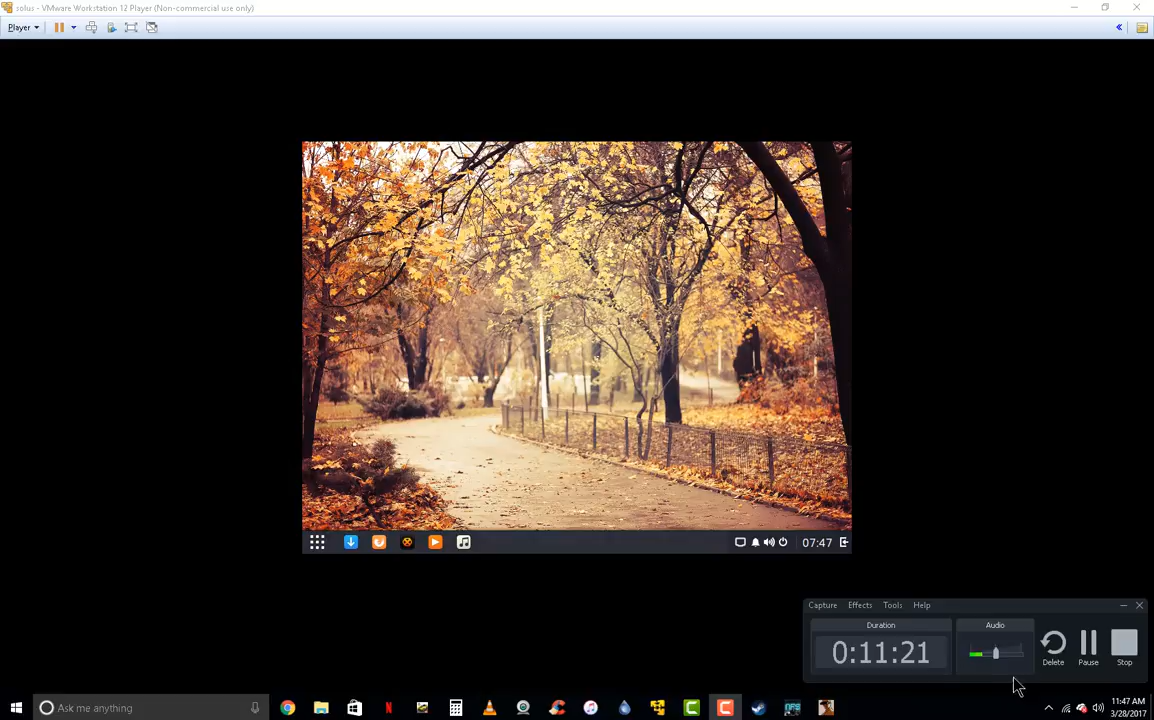 solus - VMware Workstation 12 Player (Non-commercial use only)
Player
07:47
Capture Effects Tools Help
Duration
Audio
0:11:21
Delete
Pause
Stop
Ask me anything
11:47 AM
3/28/2017